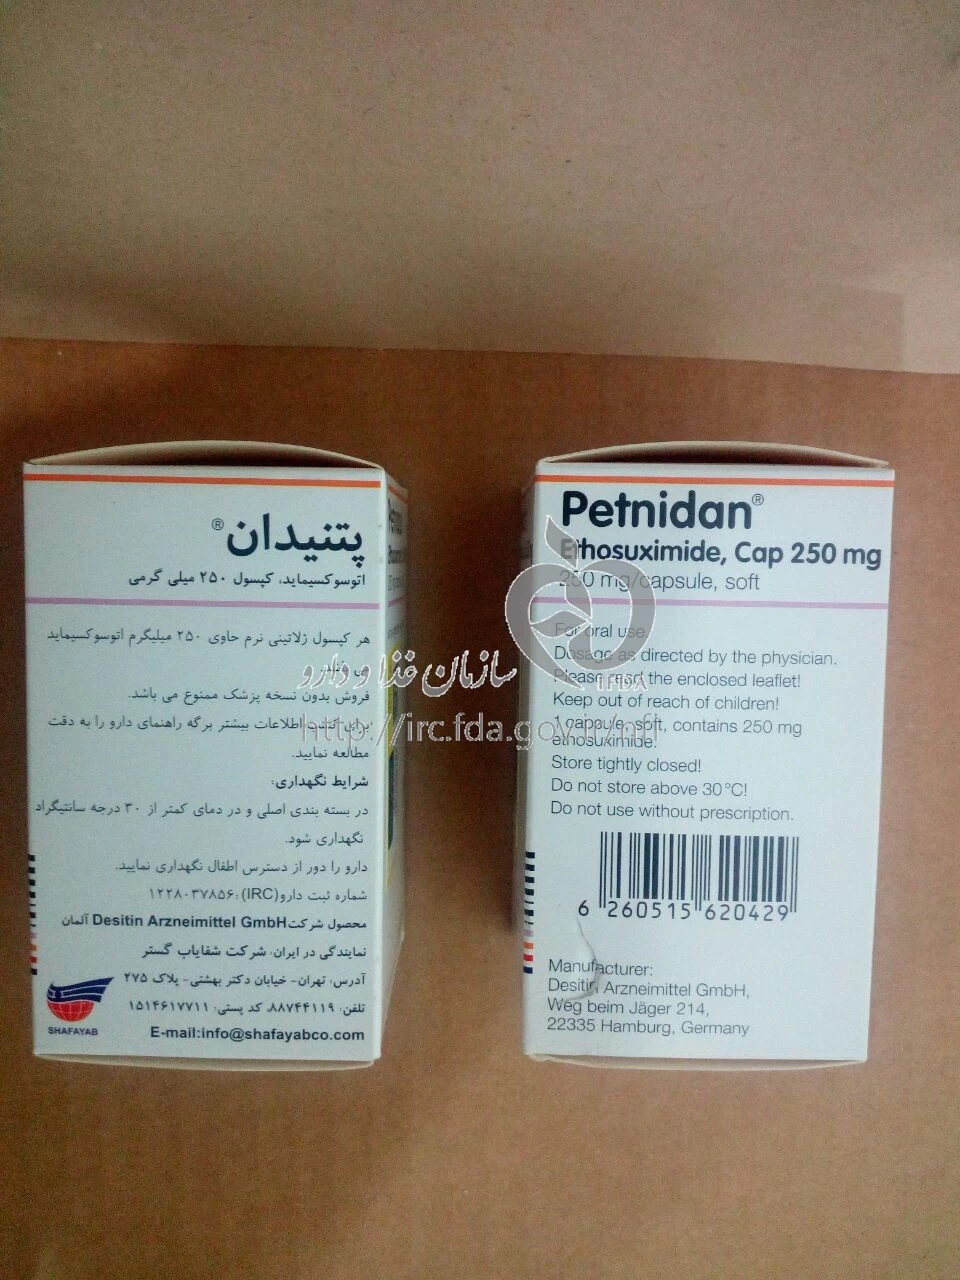 پتنیدان®
اتوسوکسیماید، کپسول ۲۵۰ میلی گرمی
هر کپسول ژلاتینی نرم حاوی ۲۵۰ میلیگرم اتوسوکسیماید
می باشد.
فروش بدون نسخه پزشک ممنوع می باشد.
برای کسب اطلاعات بیشتر برگه راهنمای دارو را به دقت
مطالعه نمایید.
شرایط نگهداری:
در بسته بندی اصلی و در دمای کمتر از ۳۰ درجه سانتیگراد
نگهداری شود.
دارو را دور از دسترس اطفال نگهداری نمایید.
شماره ثبت دارو(IRC):۱۲۲۸۰۳۷۸۵۶
محصول شرکت Desitin Arzneimittel GmbH آلمان
نمایندگی در ایران: شرکت شفایاب گستر
آدرس: تهران- خیابان دکتر بهشتی- پلاک ۲۷۵
تلفن: ۸۸۷۴۴۱۱۹، کد پستی: ۱۵۱۴۶۱۷۷۱۱
E-mail:info@shafayabco.com
SHAFAYAB
Petnidan®
Ethosuximide, Cap 250 mg
250 mg/capsule, soft
For oral use.
Dosage as directed by the physician.
Please read the enclosed leaflet!
Keep out of reach of children!
1 capsule, soft, contains 250 mg
ethosuximide.
Store tightly closed!
Do not store above 30°C!
Do not use without prescription.
6 260515 620429
Manufacturer:
Desitin Arzneimittel GmbH,
Weg beim Jäger 214,
22335 Hamburg, Germany
سازمان غذا و دارو
IFDA
http://irc.fda.gov.ir/nfi